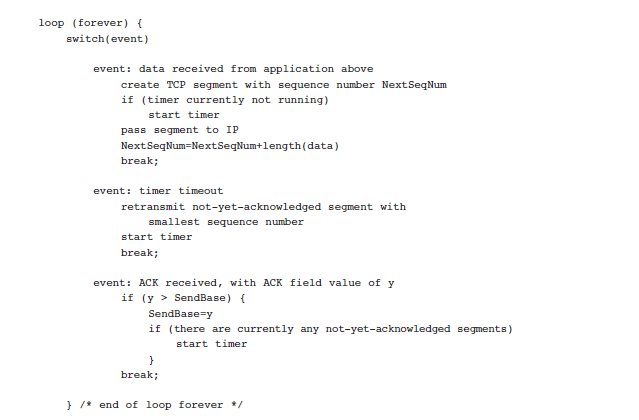 loop (forever) {
switch(event)
event: data received from application above
create TCP segment with sequence number NextSeqNum
if (timer currently not running)
start timer
pass segment to IP
NextSeqNum=NextSeqNum+length(data)
break;
event: timer timeout
retransmit not-yet-acknowledged segment with
smallest sequence number
start timer
break;
event: ACK received, with ACK field value of y
if (y > SendBase) {
SendBase=y
if (there are currently any not-yet-acknowledged segments)
start timer
}
break;
} /* end of loop forever */